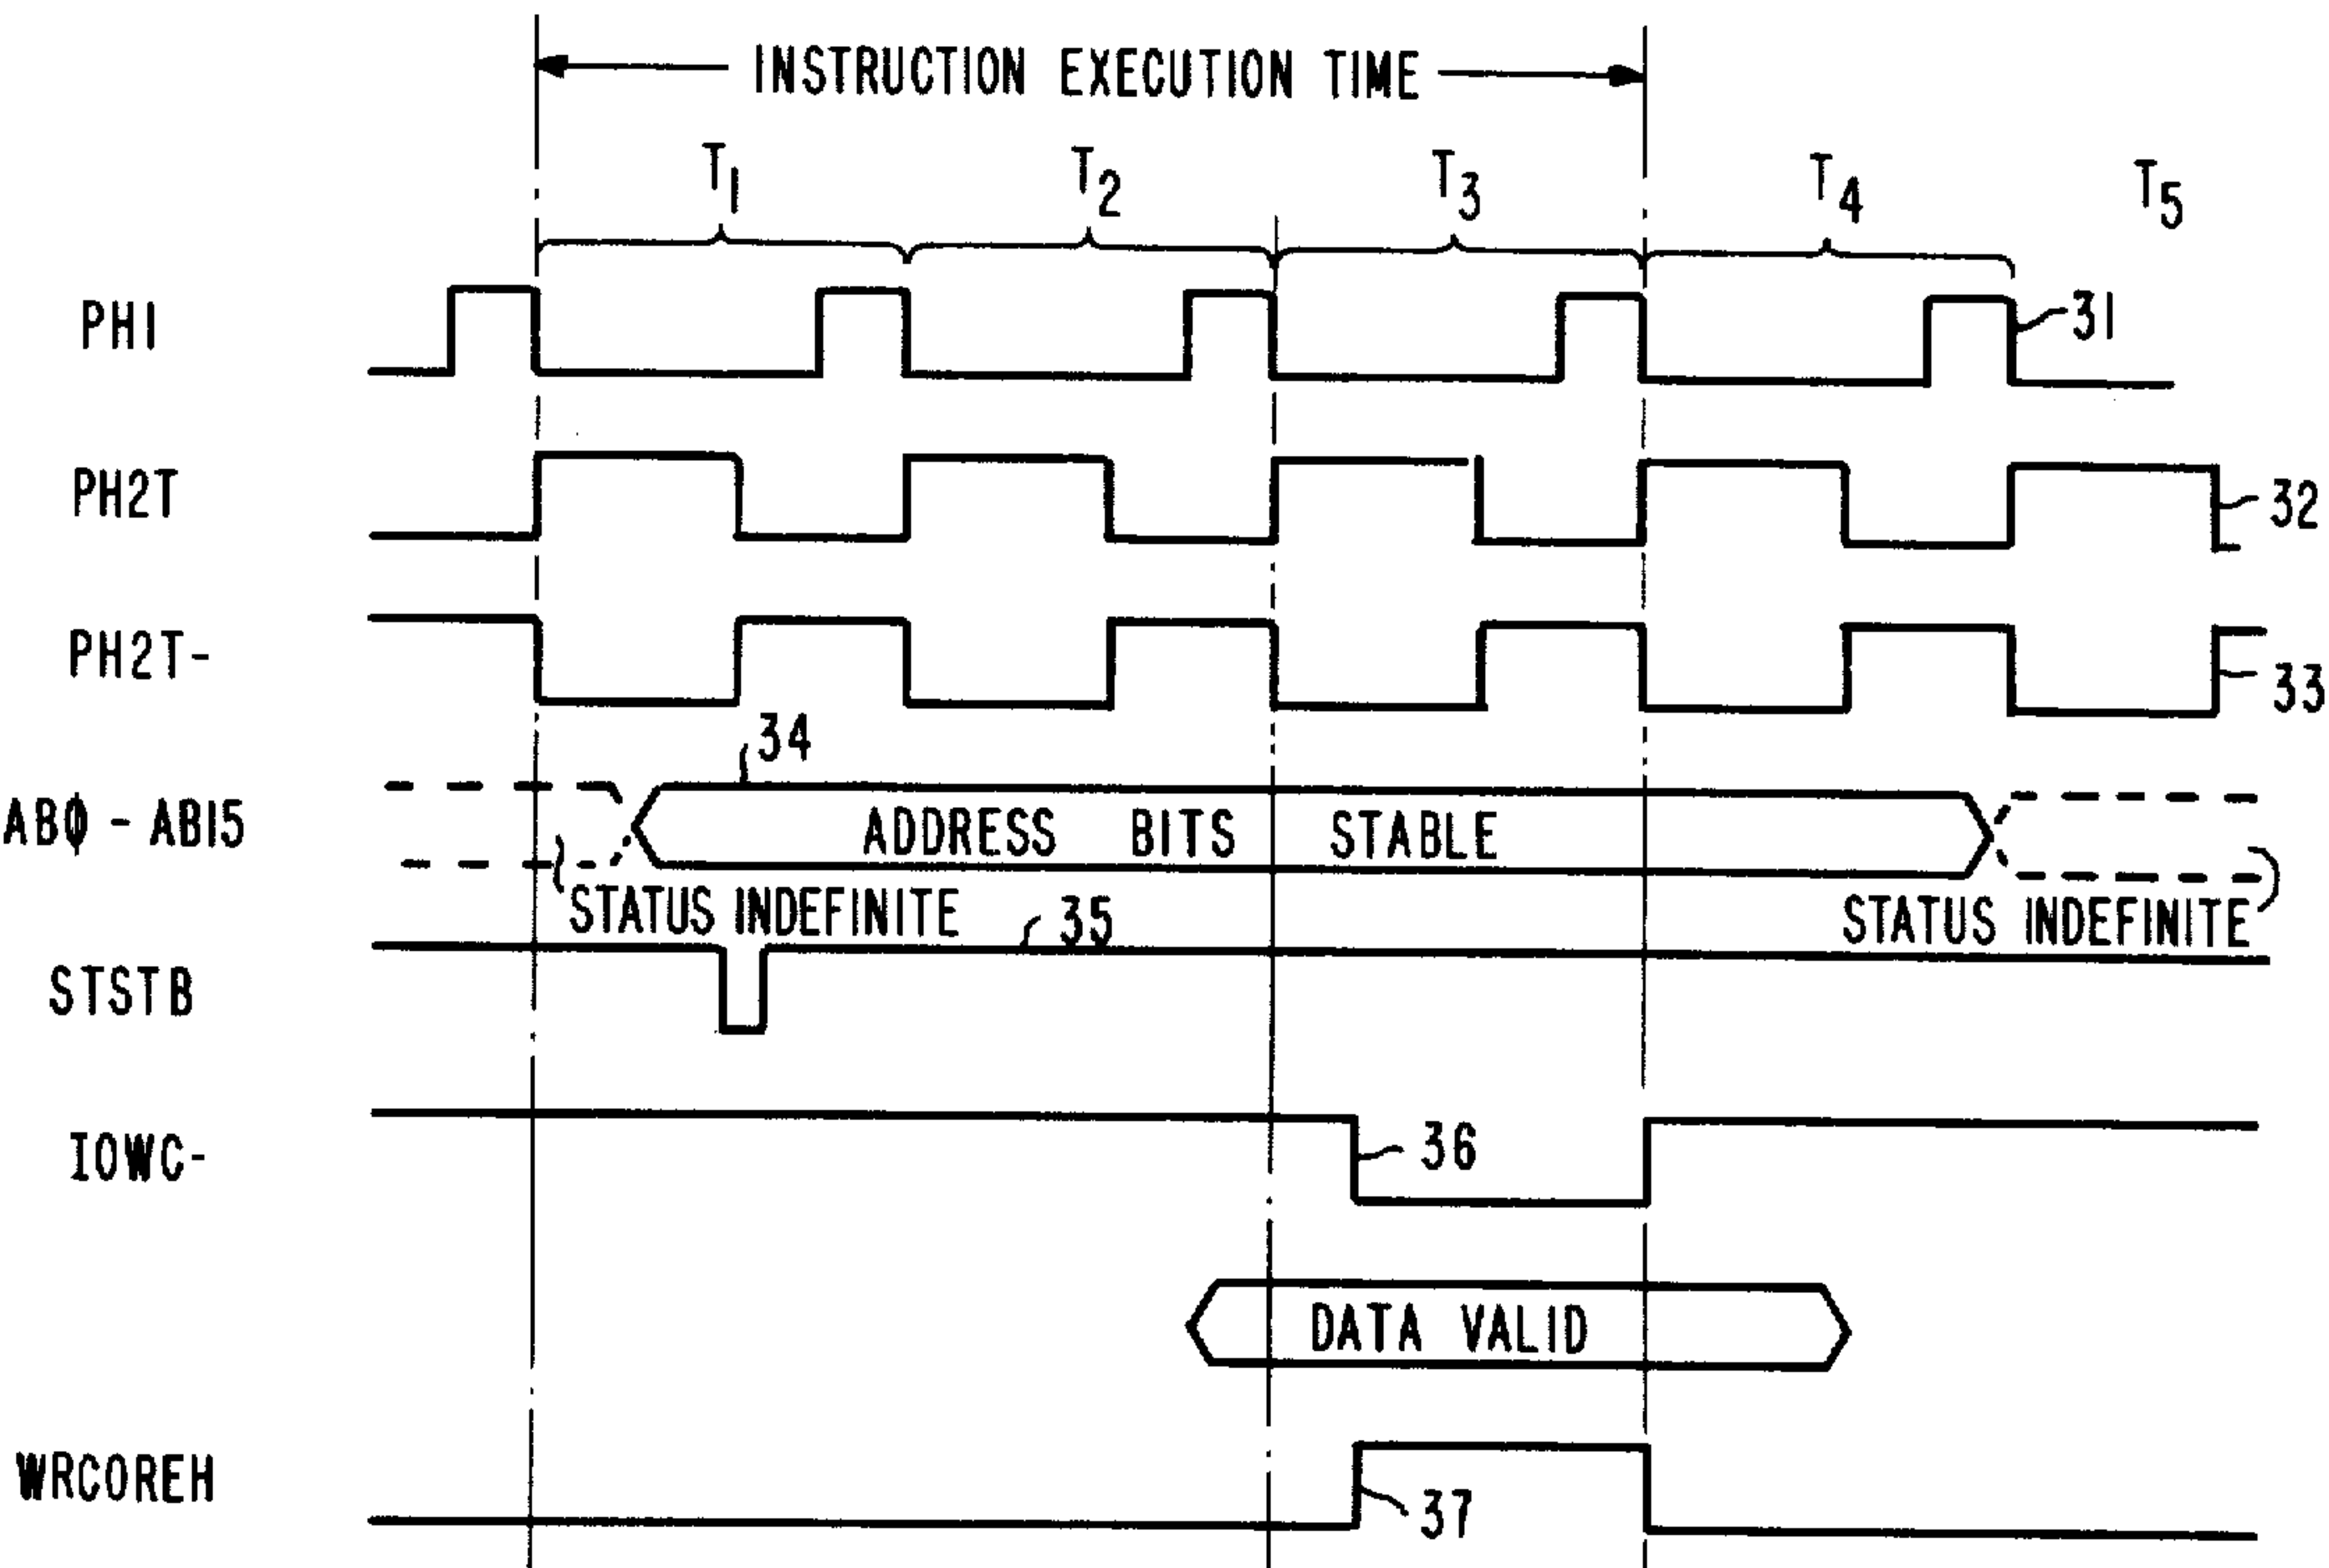 INSTRUCTION EXECUTION TIME
T1 T2 T3 T4 T5
PH1 31
PH2T 32
PH2T- 33
34
ABϕ - AB15 ADDRESS BITS STABLE
STATUS INDEFINITE 35 STATUS INDEFINITE
STSTB
IOWC- 36
DATA VALID
WRCOREH 37